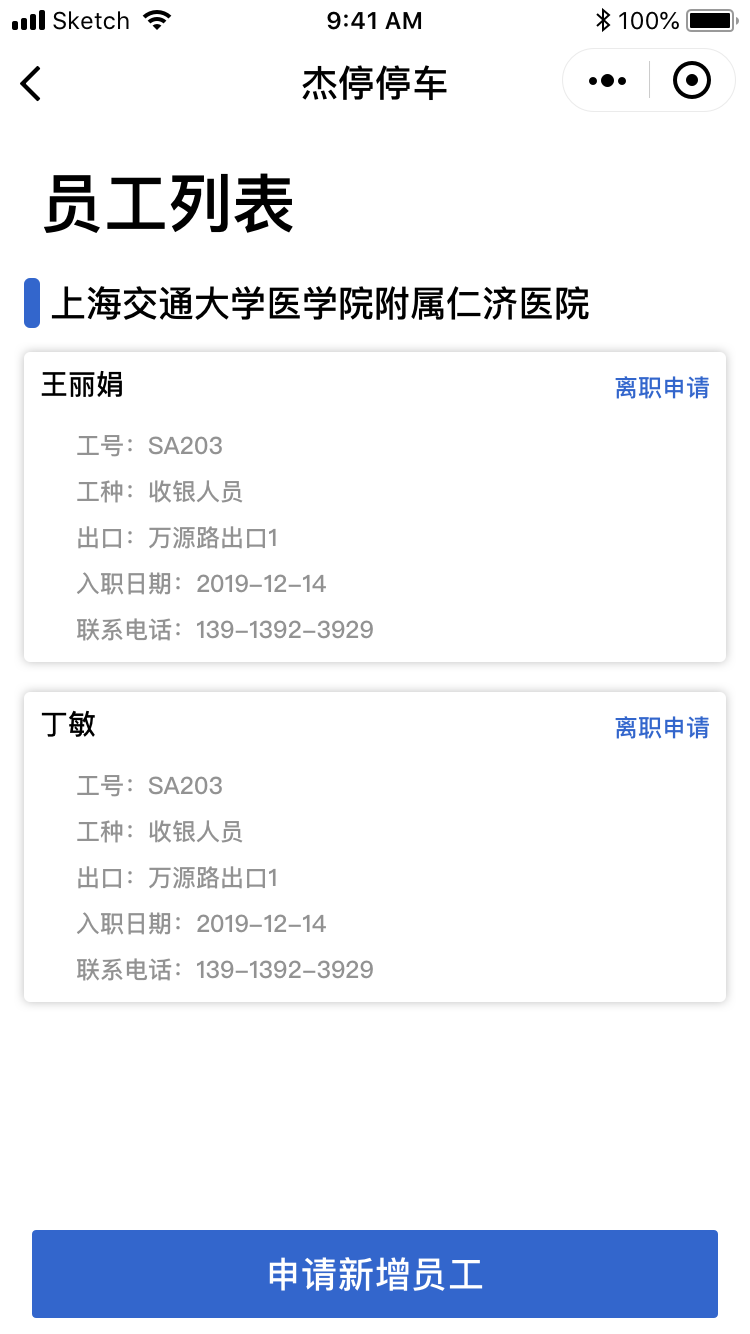 Sketch 9:41 AM 100%
杰停停车
员工列表
上海交通大学医学院附属仁济医院
王丽娟 离职申请
工号：SA203
工种：收银人员
出口：万源路出口1
入职日期：2019-12-14
联系电话：139-1392-3929
丁敏 离职申请
工号：SA203
工种：收银人员
出口：万源路出口1
入职日期：2019-12-14
联系电话：139-1392-3929
申请新增员工